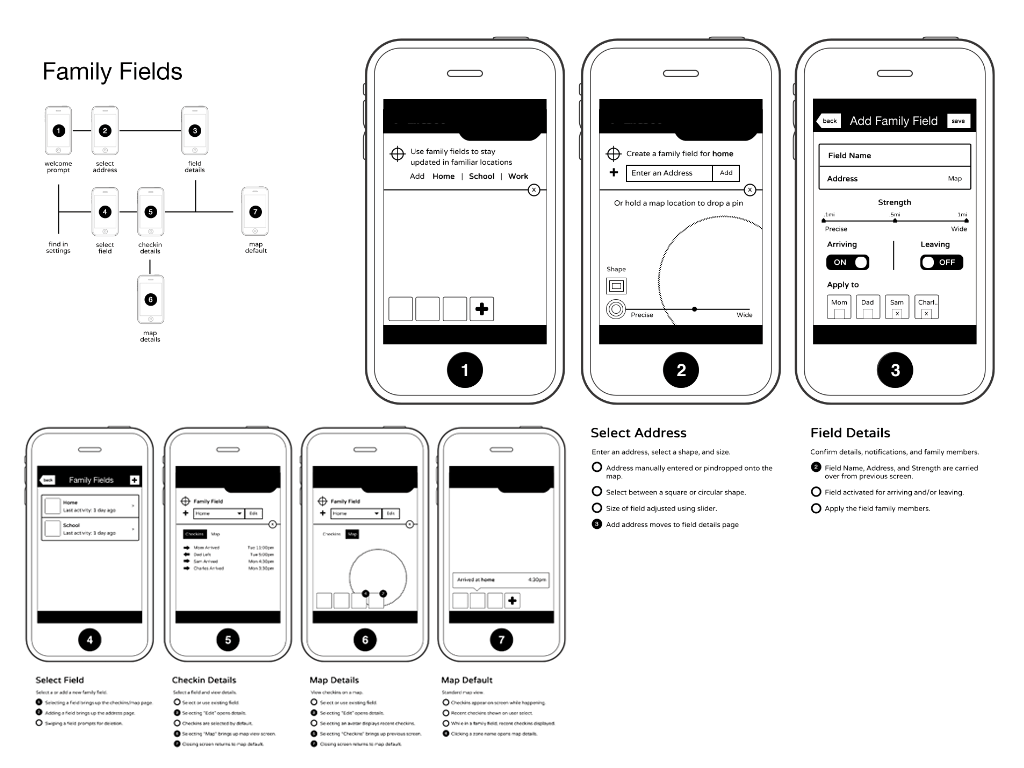 Family Fields
1
2
3
welcome
prompt
select
address
field
details
4
5
7
find in
settings
select
field
checkin
details
map
default
6
map
details
Use family fields to stay
updated in familiar locations
Add Home | School | Work
x
1
Create a family field for home
Enter an Address Add
x
Or hold a map location to drop a pin
Shape
Precise Wide
2
back Add Family Field save
Field Name
Address Map
Strength
1mi 5mi 1mi
Precise Wide
Arriving Leaving
ON OFF
Apply to
Mom Dad Sam Charl..
x x
3
Select Address
Enter an address, select a shape, and size.
Address manually entered or pindropped onto the
map.
Select between a square or circular shape.
Size of field adjusted using slider.
3 Add address moves to field details page
Field Details
Confirm details, notifications, and family members.
2 Field Name, Address, and Strength are carried
over from previous screen.
Field activated for arriving and/or leaving.
Apply the field family members.
back Family Fields +
Home
Last activity: 1 day ago
School
Last activity: 3 day ago
4
Family Field
Home Edit
x
Checkins Map
Mom Arrived Tue 12:00pm
Dad Left Tue 5:00pm
Sam Arrived Mon 4:30pm
Charles Arrived Mon 3:30pm
5
Family Field
Home Edit
x
Checkins Map
6
Arrived at home 4:30pm
7
Select Field
Select a or add a new family field.
Selecting a field brings up the checkins/map page.
2 Adding a field brings up the address page.
Swiping a field prompts for deletion.
Checkin Details
Select a field and view details.
Select or use existing field.
Selecting "Edit" opens details.
Checkins are selected by default.
Selecting "Map" brings up map view screen.
7 Closing screen returns to map default.
Map Details
View checkins on a map.
Select or use existing field.
Selecting "Edit" opens details.
Selecting an avatar displays recent checkins.
Selecting "Checkins" brings up previous screen.
7 Closing screen returns to map default.
Map Default
Standard map view.
Checkins appear on screen while happening.
Recent checkins shown on user select.
While in a family field, recent checkins displayed.
Clicking a zone name opens map details.